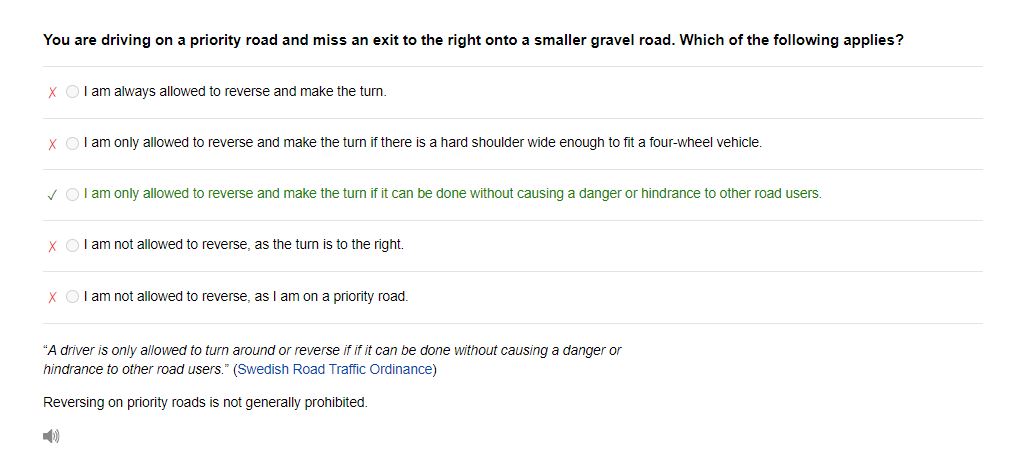 You are driving on a priority road and miss an exit to the right onto a smaller gravel road. Which of the following applies?
I am always allowed to reverse and make the turn.
I am only allowed to reverse and make the turn if there is a hard shoulder wide enough to fit a four-wheel vehicle.
I am only allowed to reverse and make the turn if it can be done without causing a danger or hindrance to other road users.
I am not allowed to reverse, as the turn is to the right.
I am not allowed to reverse, as I am on a priority road.
“A driver is only allowed to turn around or reverse if if it can be done without causing a danger or
hindrance to other road users.” (Swedish Road Traffic Ordinance)
Reversing on priority roads is not generally prohibited.